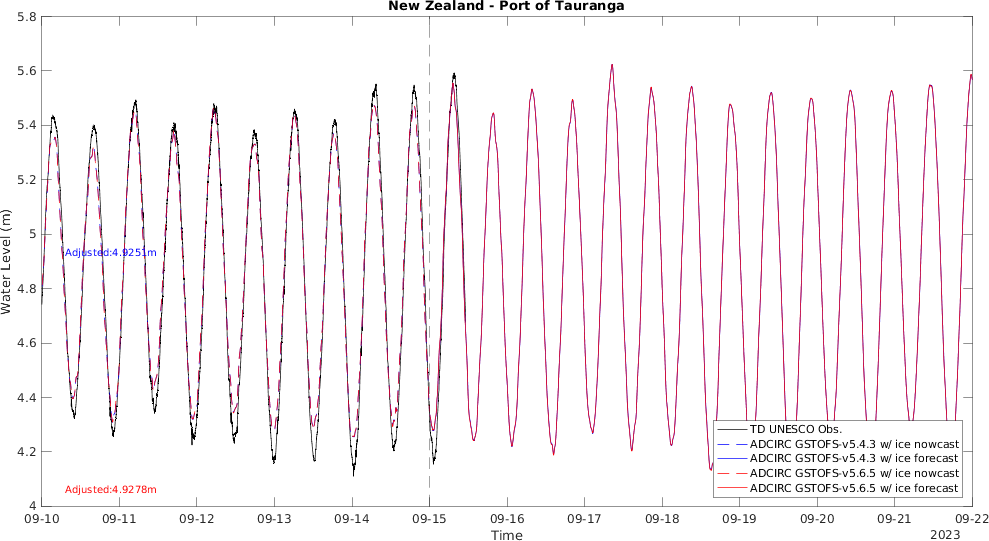 New Zealand - Port of Tauranga
Water Level (m)
5.8
5.6
5.4
5.2
5
4.8
4.6
4.4
4.2
4
Adjusted:4.9251m
Adjusted:4.9278m
TD UNESCO Obs.
ADCIRC GSTOFS-v5.4.3 w/ ice nowcast
ADCIRC GSTOFS-v5.4.3 w/ ice forecast
ADCIRC GSTOFS-v5.6.5 w/ ice nowcast
ADCIRC GSTOFS-v5.6.5 w/ ice forecast
09-10 09-11 09-12 09-13 09-14 09-15 09-16 09-17 09-18 09-19 09-20 09-21 09-22
Time
2023